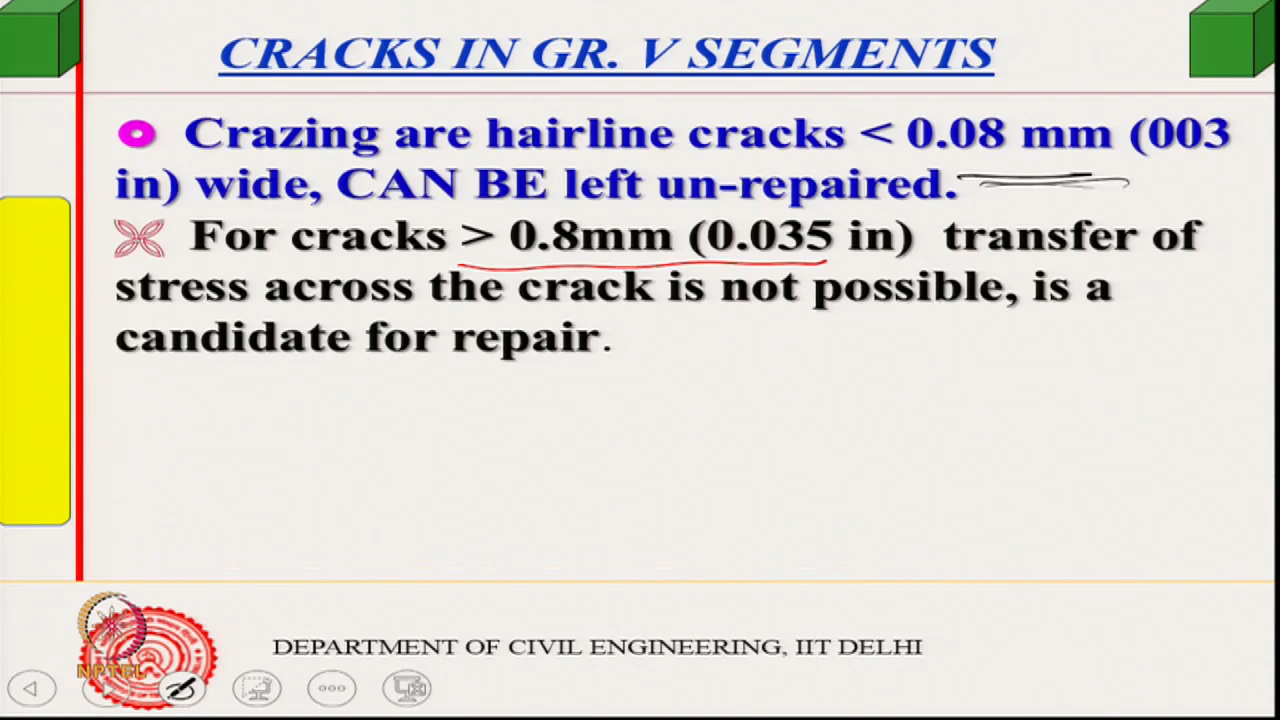 CRACKS IN GR. V SEGMENTS
Crazing are hairline cracks < 0.08 mm (003
in) wide, CAN BE left un-repaired.
For cracks > 0.8mm (0.035 in) transfer of
stress across the crack is not possible, is a
candidate for repair.
DEPARTMENT OF CIVIL ENGINEERING, IIT DELHI
NPTEL